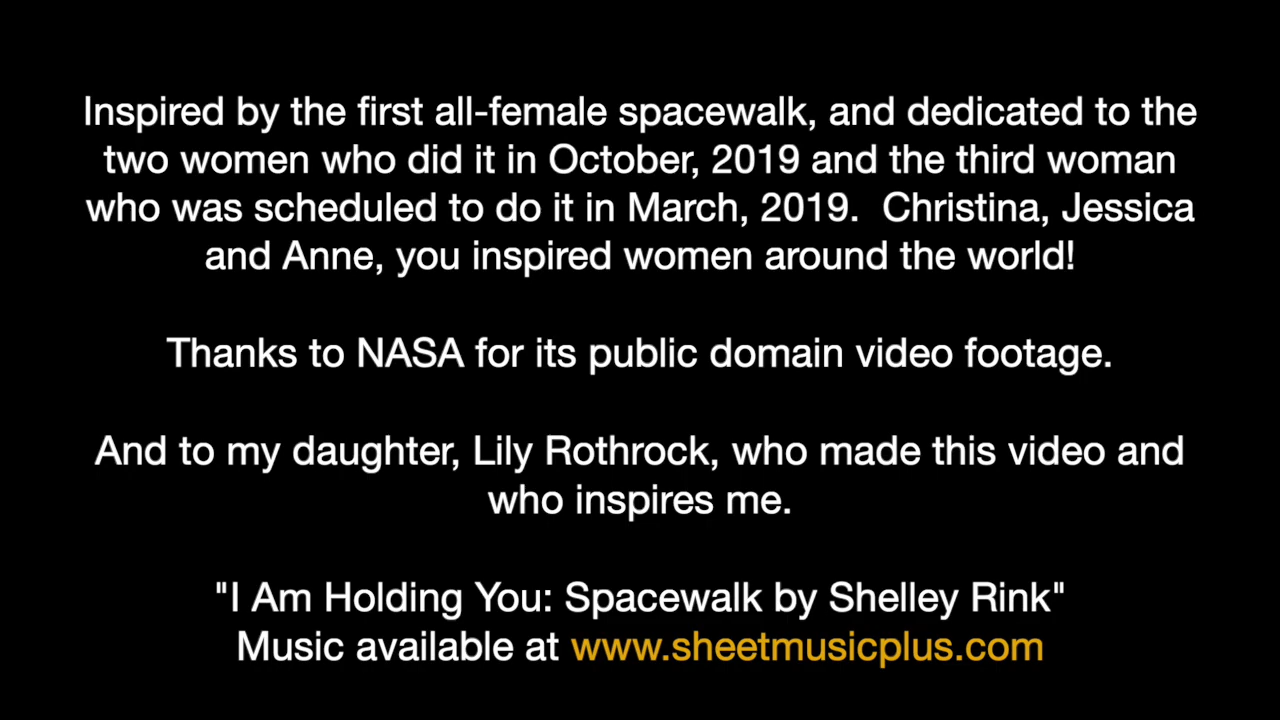 Inspired by the first all-female spacewalk, and dedicated to the
two women who did it in October, 2019 and the third woman
who was scheduled to do it in March, 2019.  Christina, Jessica
and Anne, you inspired women around the world!
Thanks to NASA for its public domain video footage.
And to my daughter, Lily Rothrock, who made this video and
who inspires me.
"I Am Holding You: Spacewalk by Shelley Rink"
Music available at www.sheetmusicplus.com